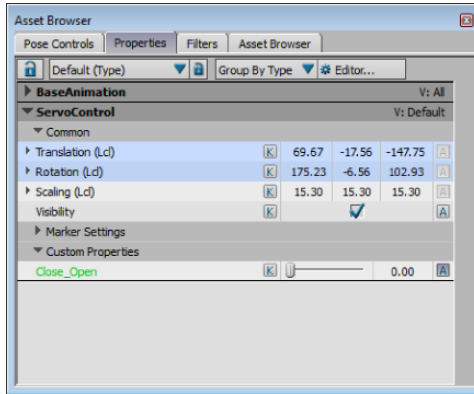 Asset Browser
Pose Controls Properties Filters Asset Browser
Default (Type) Group By Type Editor...
BaseAnimation V: All
ServoControl V: Default
Common
Translation (Lcl) K 69.67 -17.56 -147.75 A
Rotation (Lcl) K 175.23 -6.56 102.93 A
Scaling (Lcl) K 15.30 15.30 15.30 A
Visibility K A
Marker Settings
Custom Properties
Close_Open K 0.00 A